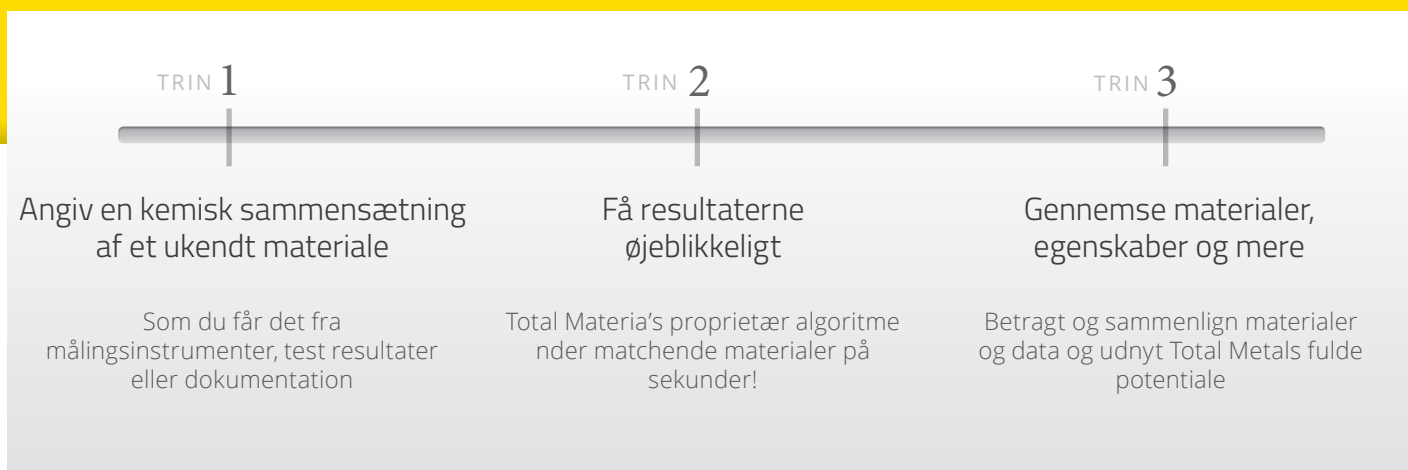 TRIN 1
Angiv en kemisk sammensætning
af et ukendt materiale
Som du får det fra
målingsinstrumenter, test resultater
eller dokumentation
TRIN 2
Få resultaterne
øjeblikkeligt
Total Materia’s proprietær algoritme
nder matchende materialer på
sekunder!
TRIN 3
Gennemse materialer,
egenskaber og mere
Betragt og sammenlign materialer
og data og udnyt Total Metals fulde
potentiale